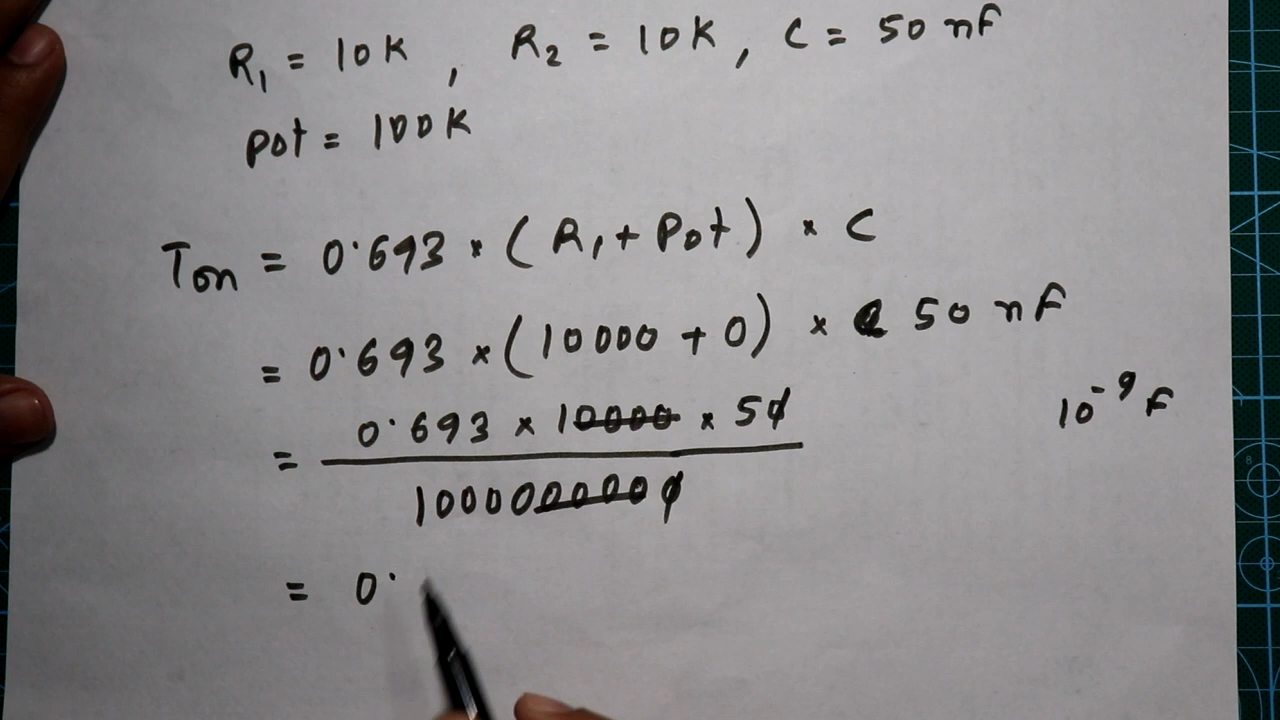 R₁ = 10K , R₂ = 10K , C = 50 nF
Pot = 100K
Ton = 0.693 × ( R₁ + Pot ) × C
= 0.693 × ( 10000 + 0 ) × 50 nF
10⁻⁹ F
0.693 × 10000 × 50
=
1000000000
= 0.